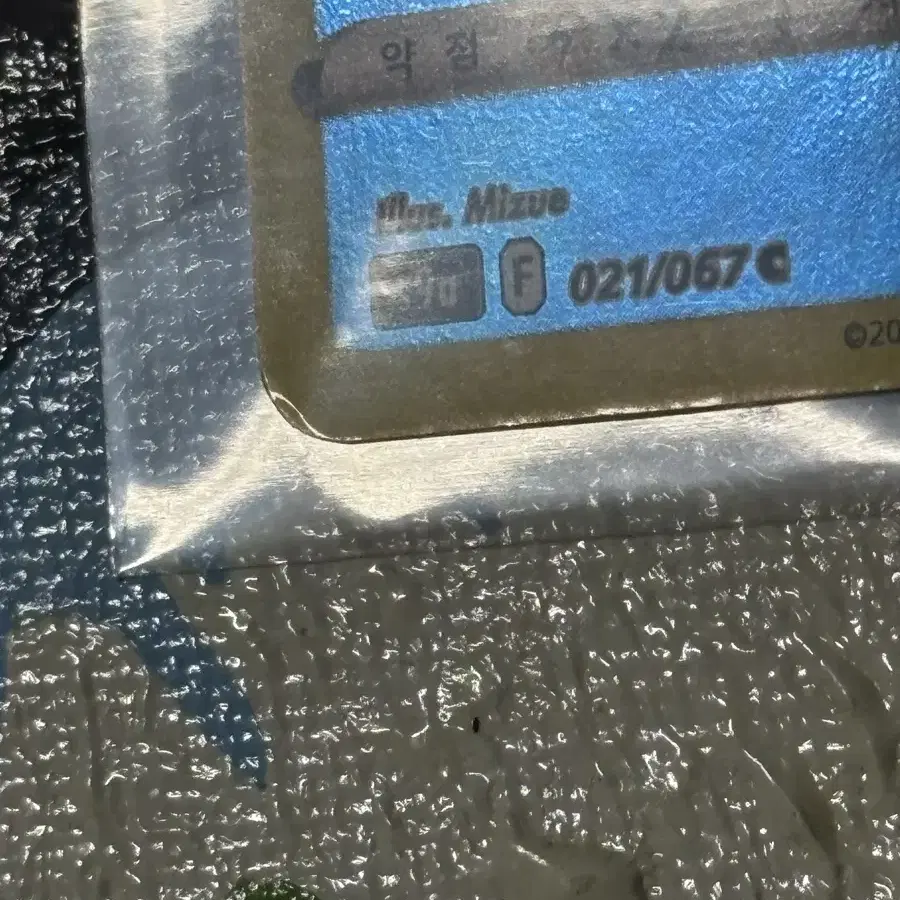 약점
Illus. Mizue
F 021/067 C
©20